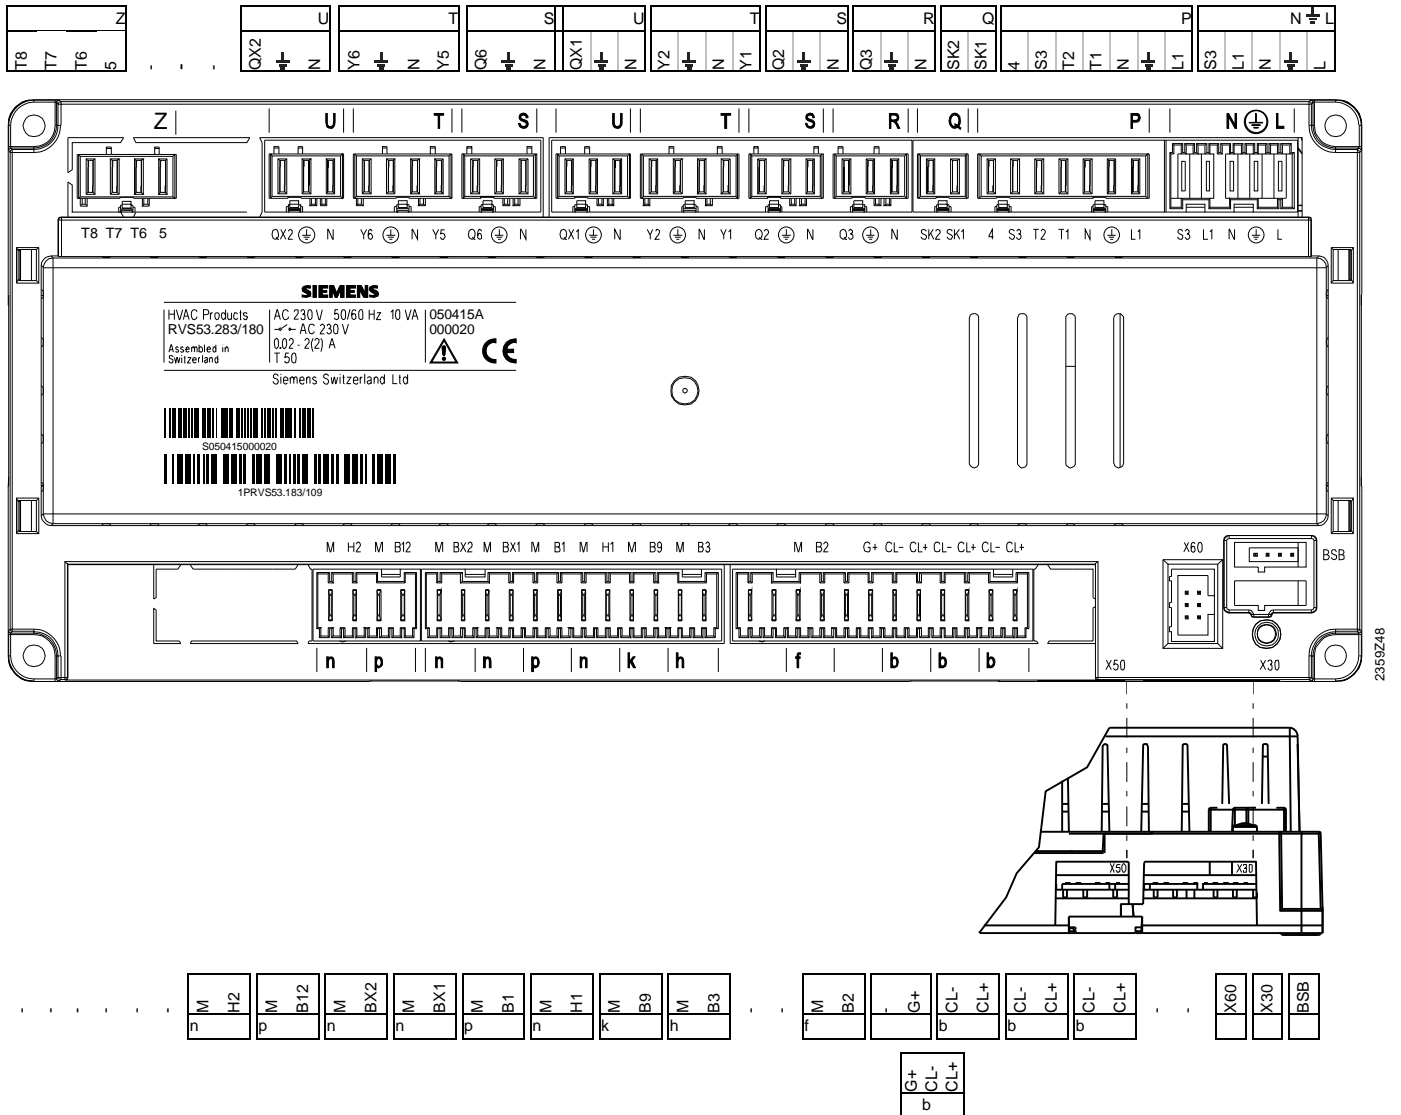 Z U T S U T S R Q P N L
T8 T7 T6 5 QX2 N Y6 N Y5 Q6 N QX1 N Y2 N Y1 Q2 N Q3 N SK2 SK1 4 S3 T2 T1 N L1 S3 L1 N L
Z U T S U T S R Q P N L
T8 T7 T6 5 QX2 N Y6 N Y5 Q6 N QX1 N Y2 N Y1 Q2 N Q3 N SK2 SK1 4 S3 T2 T1 N L1 S3 L1 N L
SIEMENS
HVAC Products
RVS53.283/180
Assembled in
Switzerland
AC 230 V 50/60 Hz 10 VA
AC 230 V
0.02 - 2(2) A
T 50
050415A
000020
CE
Siemens Switzerland Ltd
S050415000020
1PRVS53.183/109
M H2 M B12 M BX2 M BX1 M B1 M H1 M B9 M B3 M B2 G+ CL- CL+ CL- CL+ CL- CL+
X60
BSB
n p n n p n k h f b b b
X50 X30
2359Z48
X50 X30
M H2 M B12 M BX2 M BX1 M B1 M H1 M B9 M B3 M B2 - G+ CL- CL+ CL- CL+ CL- CL+ X60 X30 BSB
n p n n p n k h f b b b
G+ CL- CL+
b